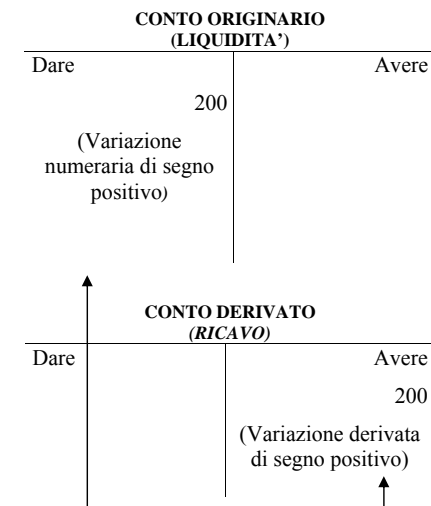 CONTO ORIGINARIO
(LIQUIDITA’)
Dare Avere
200
(Variazione
numeraria di segno
positivo)
CONTO DERIVATO
(RICAVO)
Dare Avere
200
(Variazione derivata
di segno positivo)